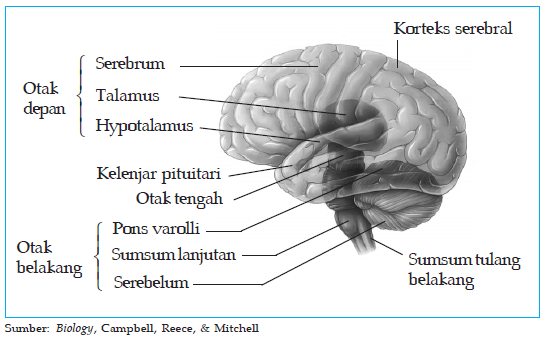 Korteks serebral
Otak
depan
Serebrum
Talamus
Hypotalamus
Kelenjar pituitari
Otak tengah
Otak
belakang
Pons varolli
Sumsum lanjutan
Serebelum
Sumsum tulang
belakang
Sumber: Biology, Campbell, Reece, & Mitchell